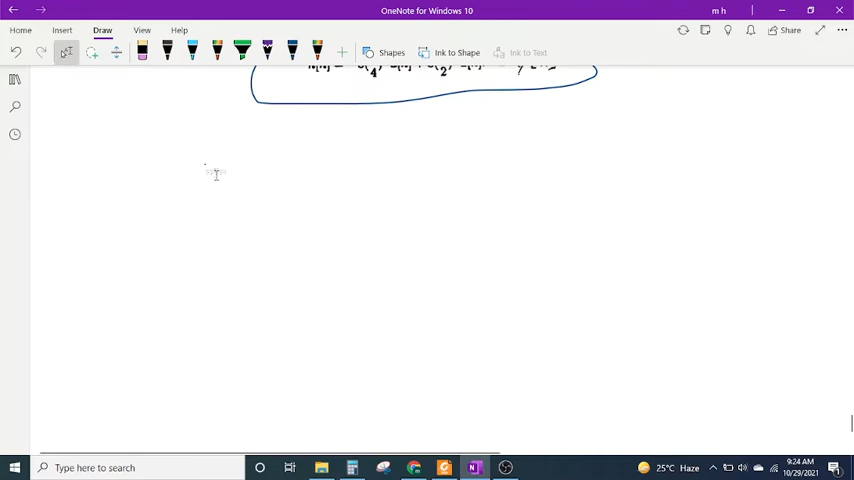 OneNote for Windows 10
m h
Home Insert Draw View Help
Share
Shapes Ink to Shape Ink to Text
Type here to search
25°C Haze
9:24 AM
10/29/2021